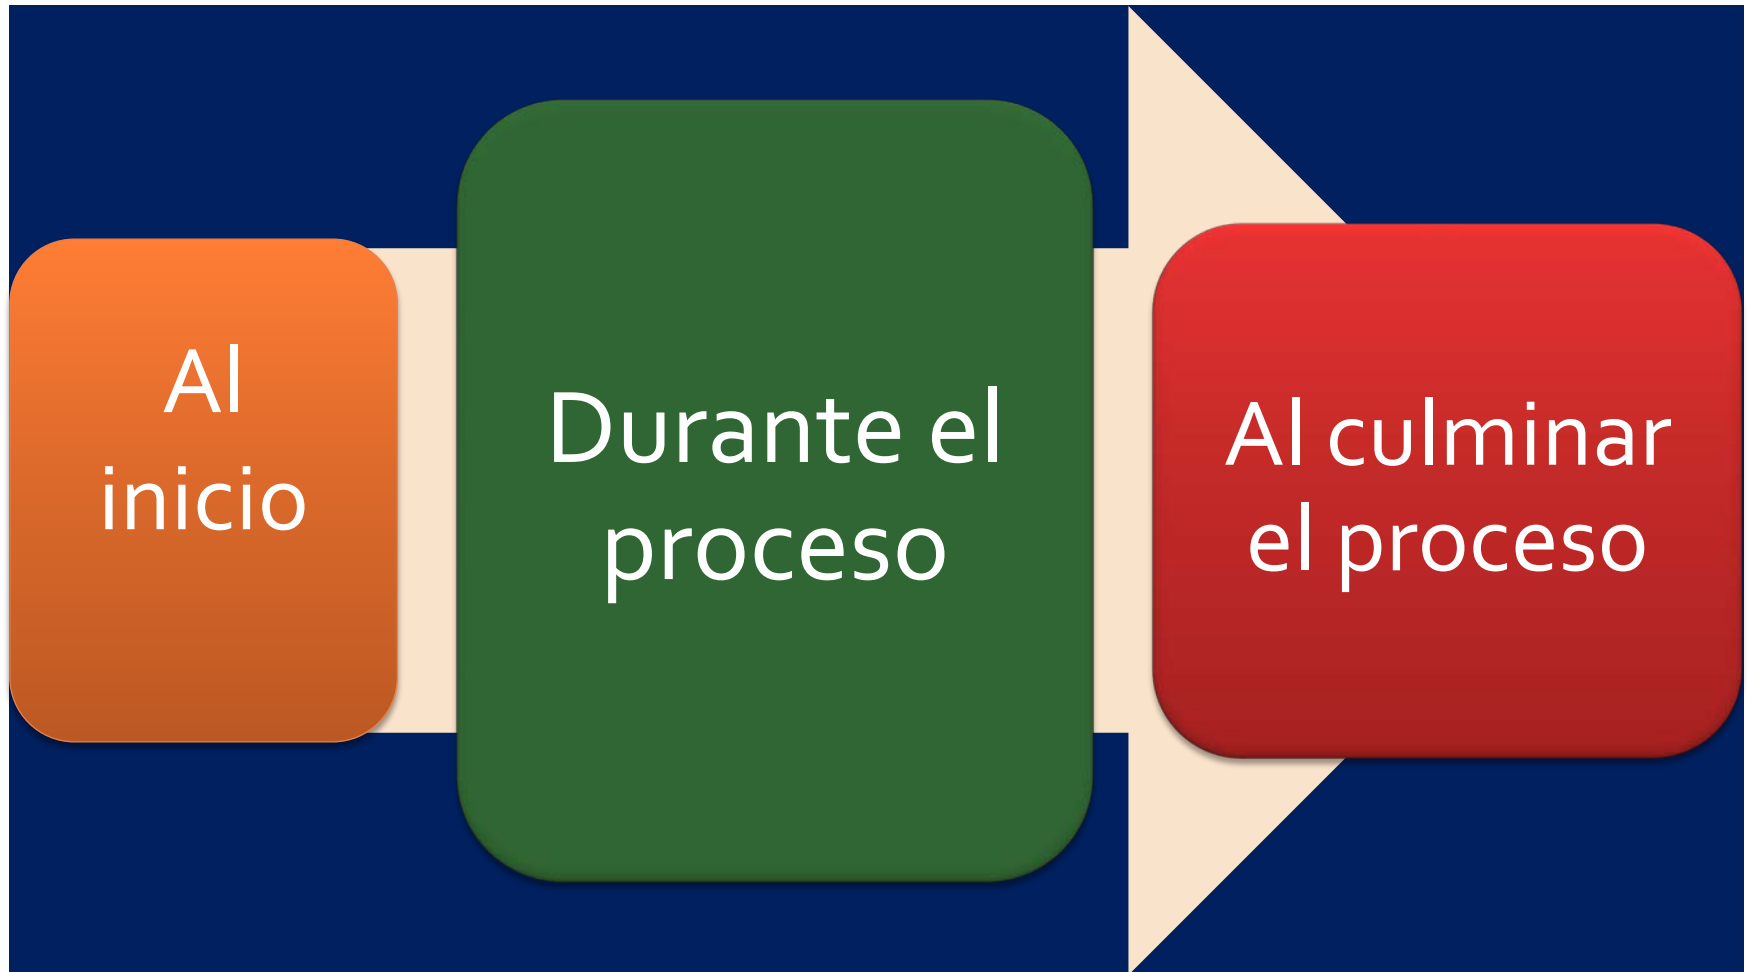 Al
inicio
Durante el
proceso
Al culminar
el proceso